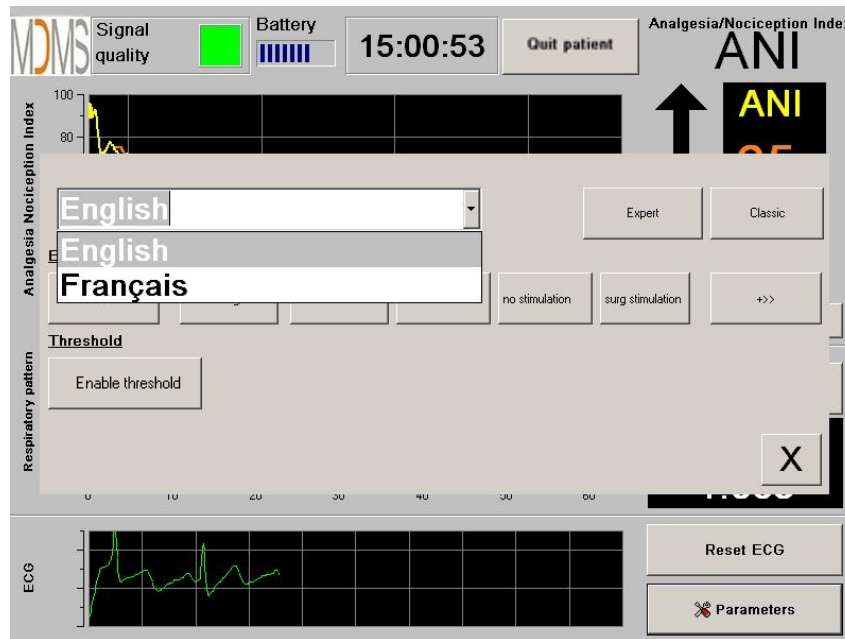 MDMS
Signal quality
Battery
15:00:53
Quit patient
Analgesia/Nociception Inde
ANI
Analgesia Nociception Index
100
80
ANI
English
Expert
Classic
English
Français
no stimulation
surg stimulation
+>>
Threshold
Enable threshold
Respiratory pattern
X
0 10 20 30 40 50 60
ECG
Reset ECG
Parameters